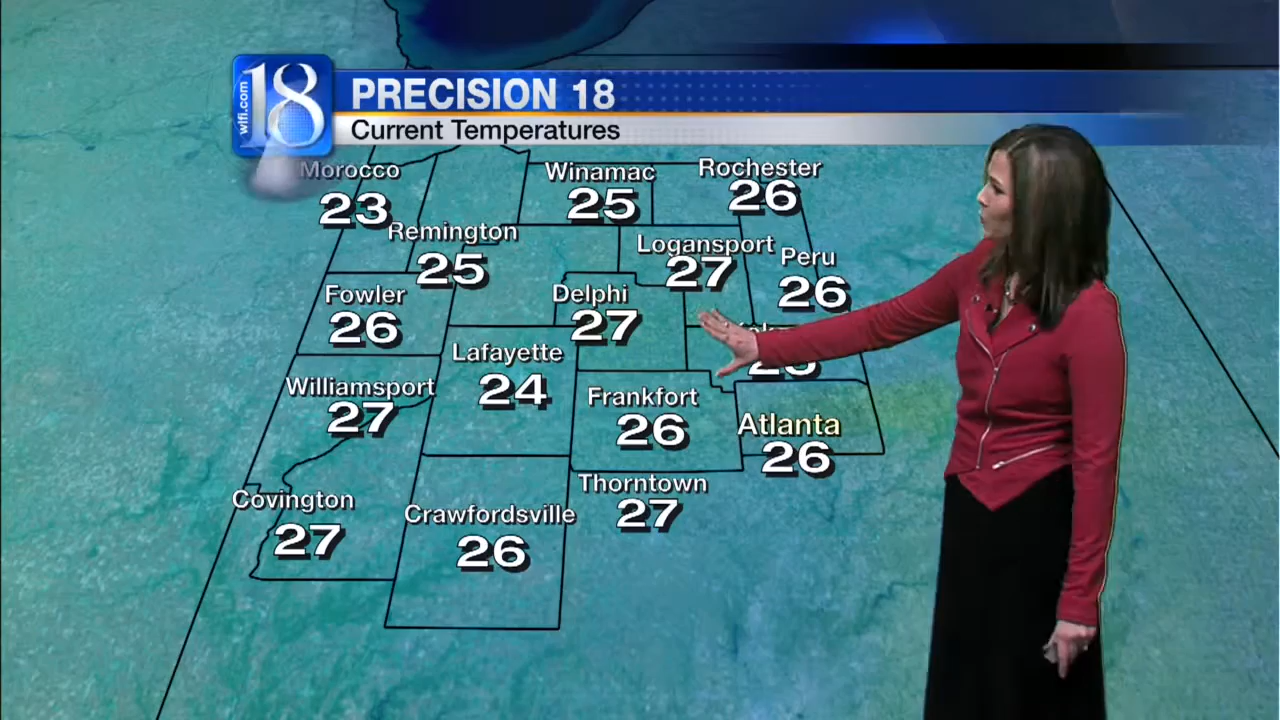 18
wlfi.com
PRECISION 18
Current Temperatures
Morocco
23
Winamac
25
Rochester
26
Remington
25
Logansport
27
Peru
26
Fowler
26
Delphi
27
Lafayette
24
Williamsport
27
Frankfort
26
Atlanta
26
Covington
27
Crawfordsville
26
Thorntown
27